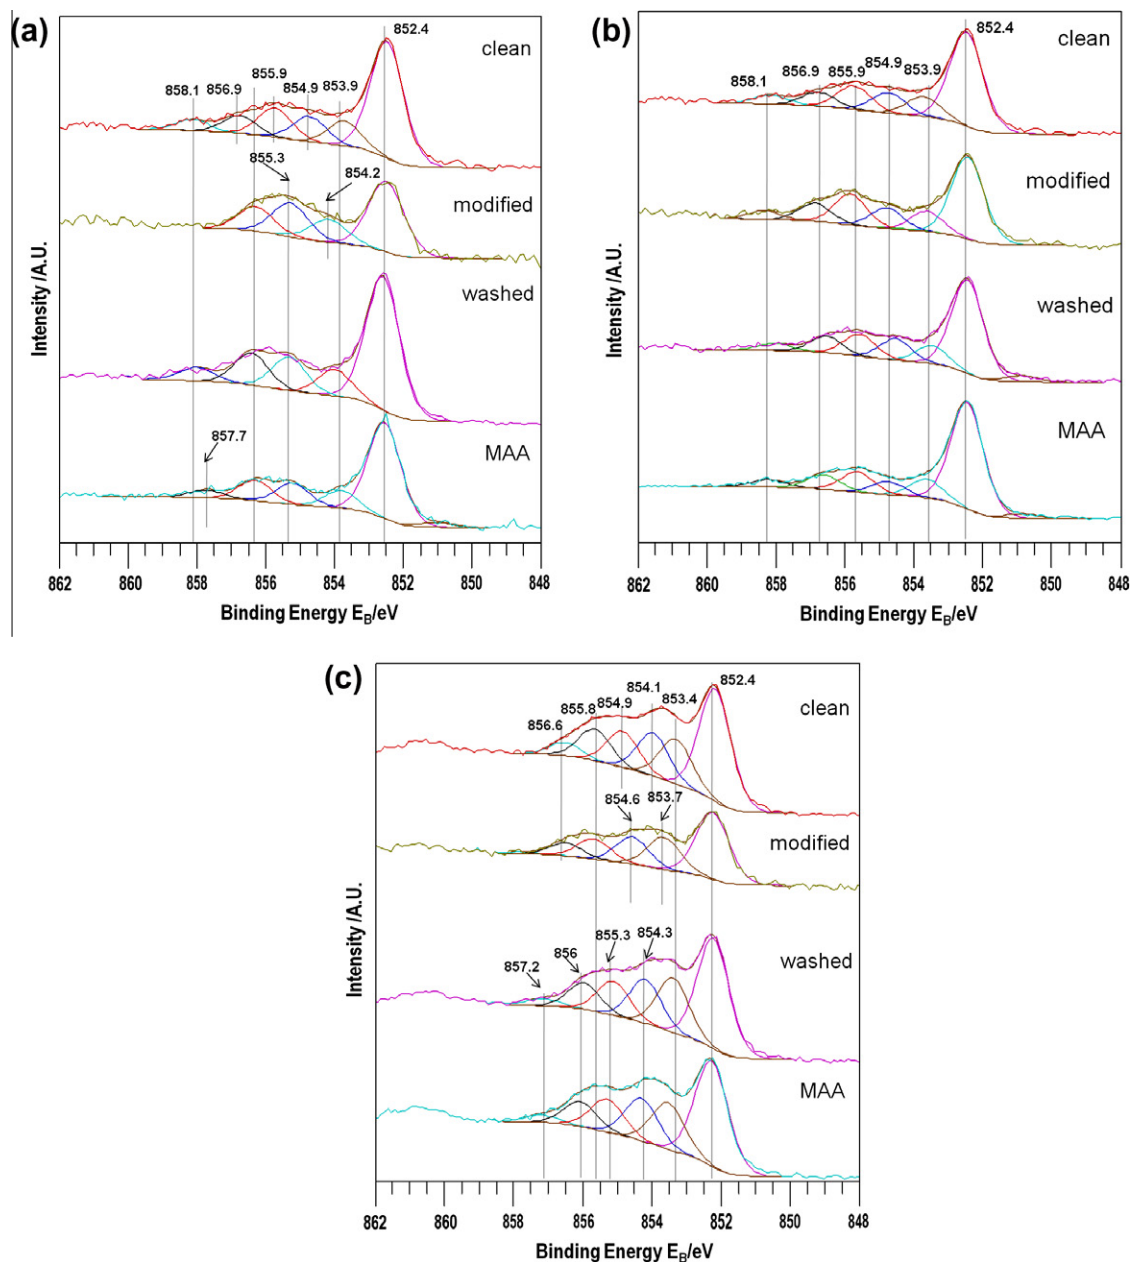 (a)
852.4
clean
858.1 856.9 855.9 854.9 853.9
855.3
854.2
modified
washed
857.7
MAA
Intensity /A.U.
862 860 858 856 854 852 850 848
Binding Energy EB/eV
(b)
852.4
clean
858.1 856.9 855.9 854.9 853.9
modified
washed
MAA
Intensity /A.U.
862 860 858 856 854 852 850 848
Binding Energy EB/eV
(c)
852.4
clean
856.6 855.8 854.9 854.1 853.4
854.6 853.7
modified
857.2 856 855.3 854.3
washed
MAA
Intensity /A.U.
862 860 858 856 854 852 850 848
Binding Energy EB/eV